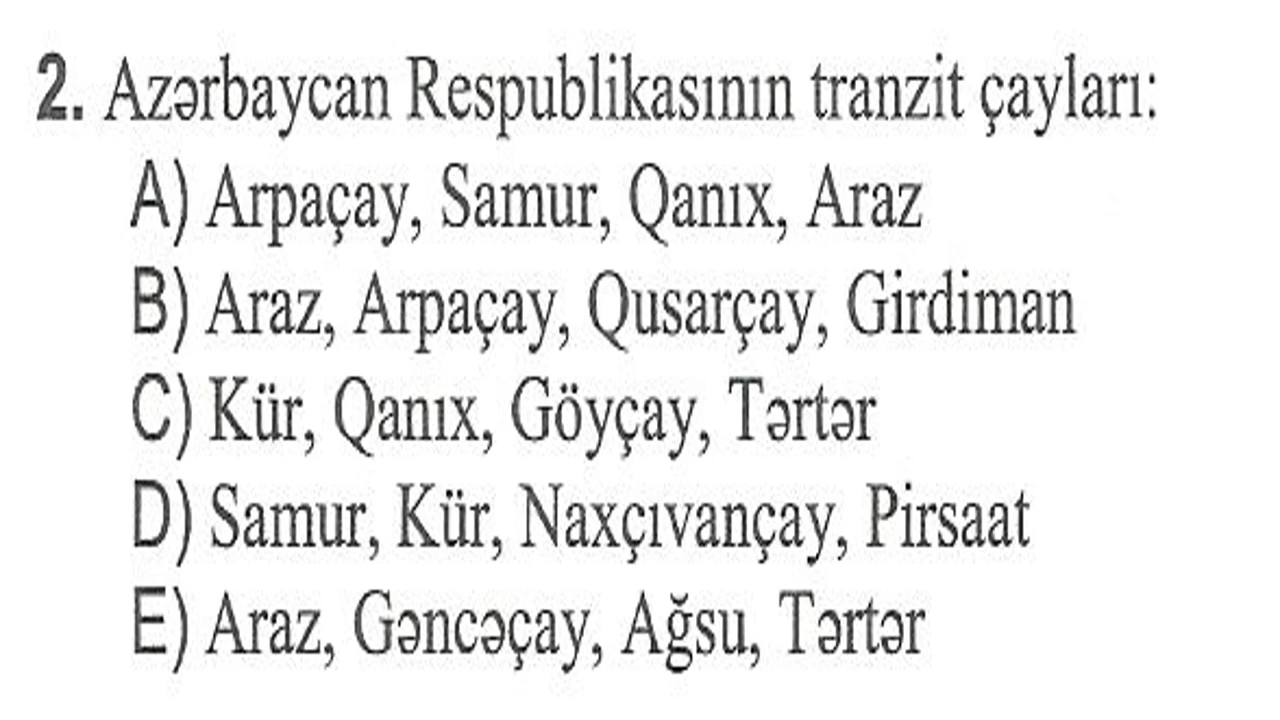 2. Azərbaycan Respublikasının tranzit çayları:
A) Arpaçay, Samur, Qanıx, Araz
B) Araz, Arpaçay, Qusarçay, Girdiman
C) Kür, Qanıx, Göyçay, Tərtər
D) Samur, Kür, Naxçıvançay, Pirsaat
E) Araz, Gəncəçay, Ağsu, Tərtər